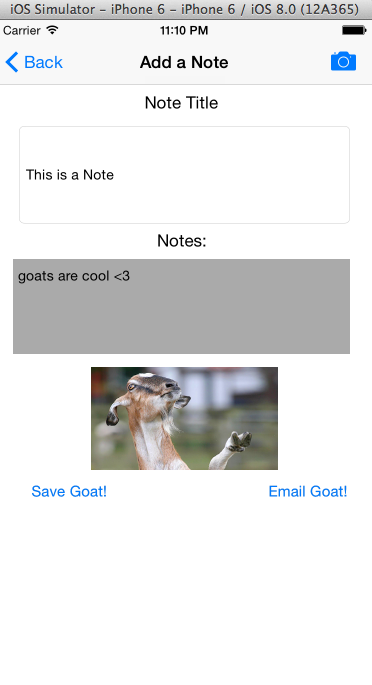 iOS Simulator - iPhone 6 - iPhone 6 / iOS 8.0 (12A365)
Carrier 11:10 PM
Back Add a Note
Note Title
This is a Note
Notes:
goats are cool <3
Save Goat! Email Goat!